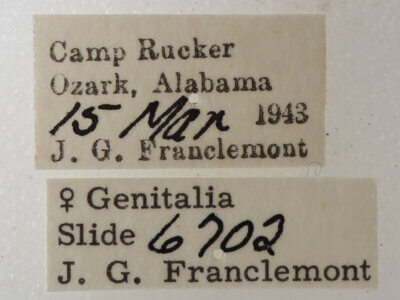 Camp Rucker
Ozark, Alabama
15 Mar 1943
J. G. Franclemont
♀ Genitalia
Slide 6702
J. G. Franclemont